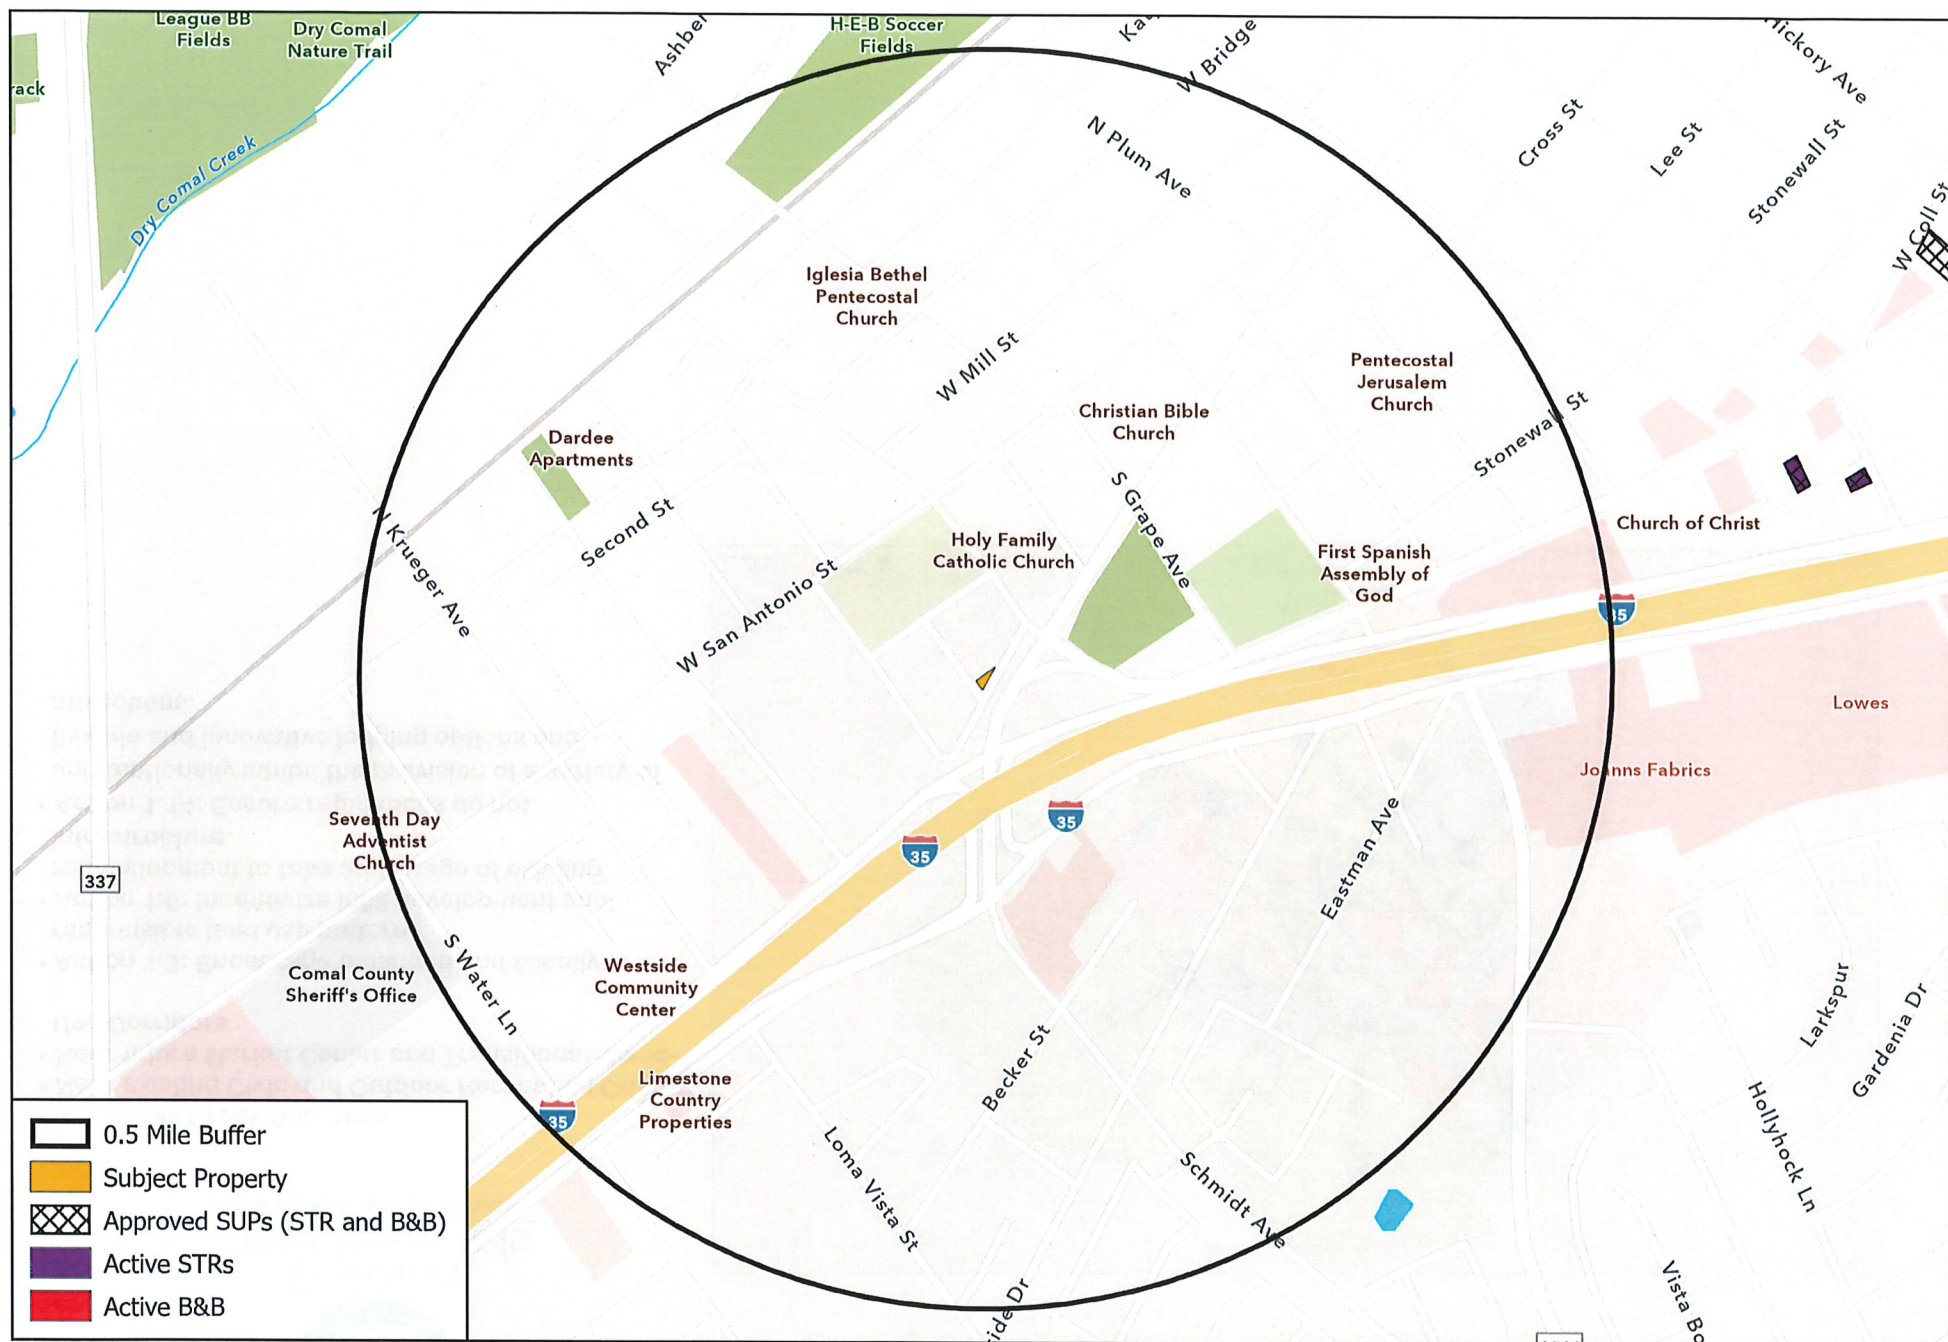 League BB
Fields
Dry Comal
Nature Trail
H-E-B Soccer
Fields
W Bridge
Hickory Ave
Dry Comal Creek
N Plum Ave
Cross St
Lee St
Stonewall St
W Coll St
Iglesia Bethel
Pentecostal
Church
W Mill St
Pentecostal
Jerusalem
Church
Christian Bible
Church
Stonewall St
Dardee
Apartments
S Grape Ave
N Krueger Ave
Second St
Holy Family
Catholic Church
First Spanish
Assembly of
God
Church of Christ
W San Antonio St
35
Lowes
Joanns Fabrics
Seventh Day
Adventist
Church
35
35
337
Eastman Ave
S Water Ln
Comal County
Sheriff's Office
Westside
Community
Center
Larkspur
Gardenia Dr
Becker St
Limestone
Country
Properties
35
Hollyhock Ln
Loma Vista St
Schmidt Ave
0.5 Mile Buffer
Subject Property
Approved SUPs (STR and B&B)
Active STRs
Active B&B